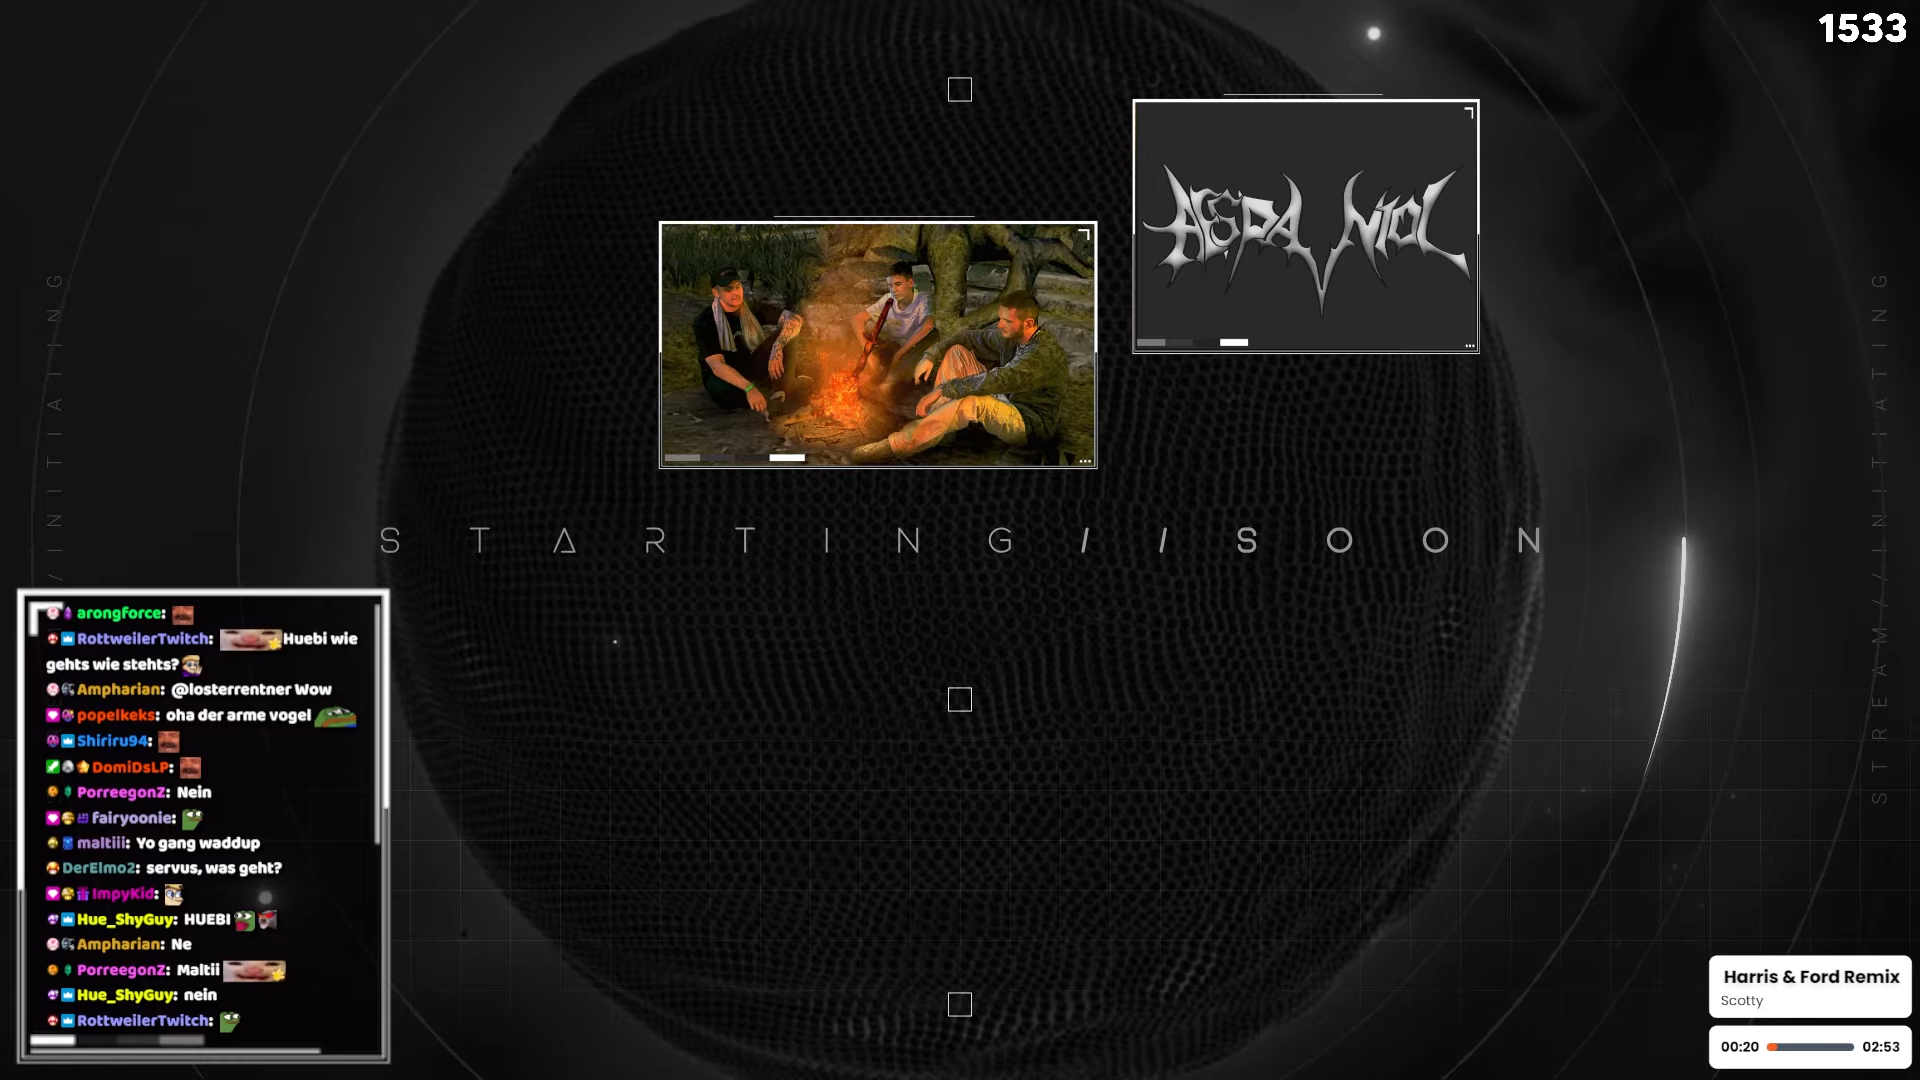 1533
STARTING//SOON
/INITIATING
STREAM//INITIATING
arongforce:
RottweilerTwitch: Huebi wie
gehts wie stehts?
Ampharian: @losterrentner Wow
popelkeks: oha der arme vogel
Shiriru94:
DomiDsLP:
PorreegonZ: Nein
fairyoonie:
maltiii: Yo gang waddup
DerElmo2: servus, was geht?
ImpyKid:
Hue_ShyGuy: HUEBI
Ampharian: Ne
PorreegonZ: Maltii
Hue_ShyGuy: nein
RottweilerTwitch:
Harris & Ford Remix
Scotty
00:20 02:53